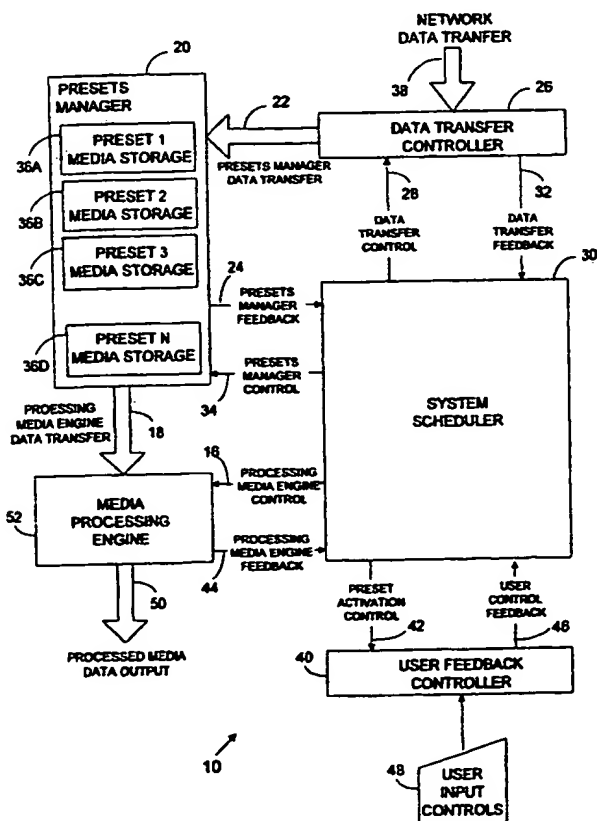 NETWORK
DATA TRANFER
38
20
PRESETS
MANAGER
22
26
DATA TRANSFER
CONTROLLER
PRESETS MANAGER
DATA TRANSFER
36A
PRESET 1
MEDIA STORAGE
36B
PRESET 2
MEDIA STORAGE
36C
PRESET 3
MEDIA STORAGE
36D
PRESET N
MEDIA STORAGE
28
DATA
TRANSFER
CONTROL
32
DATA
TRANSFER
FEEDBACK
30
24
PRESETS
MANAGER
FEEDBACK
PRESETS
MANAGER
CONTROL
34
SYSTEM
SCHEDULER
PROESSING
MEDIA ENGINE
DATA TRANSFER
18
16
PROCESSING
MEDIA ENGINE
CONTROL
52
MEDIA
PROCESSING
ENGINE
PROCESSING
MEDIA ENGINE
FEEDBACK
44
50
PROCESSED MEDIA
DATA OUTPUT
PRESET
ACTIVATION
CONTROL
42
USER
CONTROL
FEEDBACK
46
40
USER FEEDBACK
CONTROLLER
10
48
USER
INPUT
CONTROLS